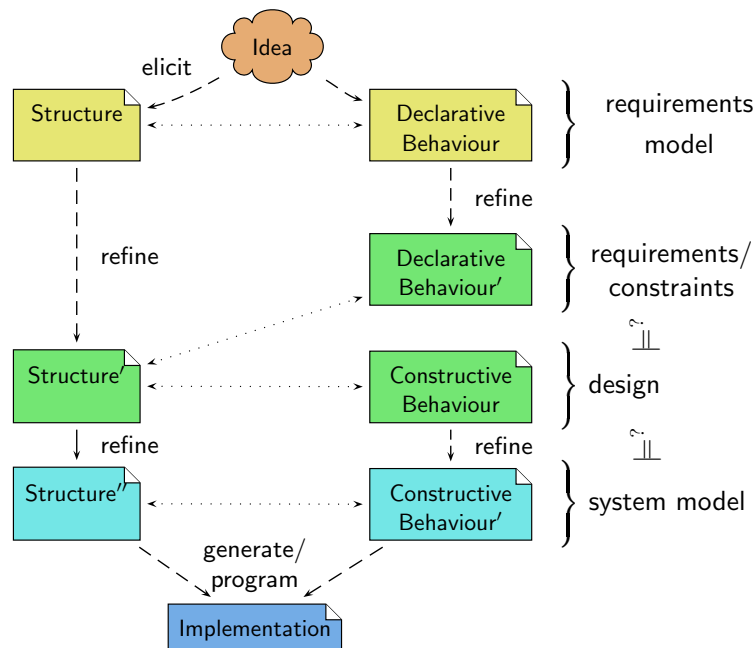 Idea
elicit
Structure
Declarative
Behaviour
requirements
model
refine
refine
Declarative
Behaviour′
requirements/
constraints
?
Structure′
Constructive
Behaviour
design
refine
refine
?
Structure′′
Constructive
Behaviour′
system model
generate/
program
Implementation